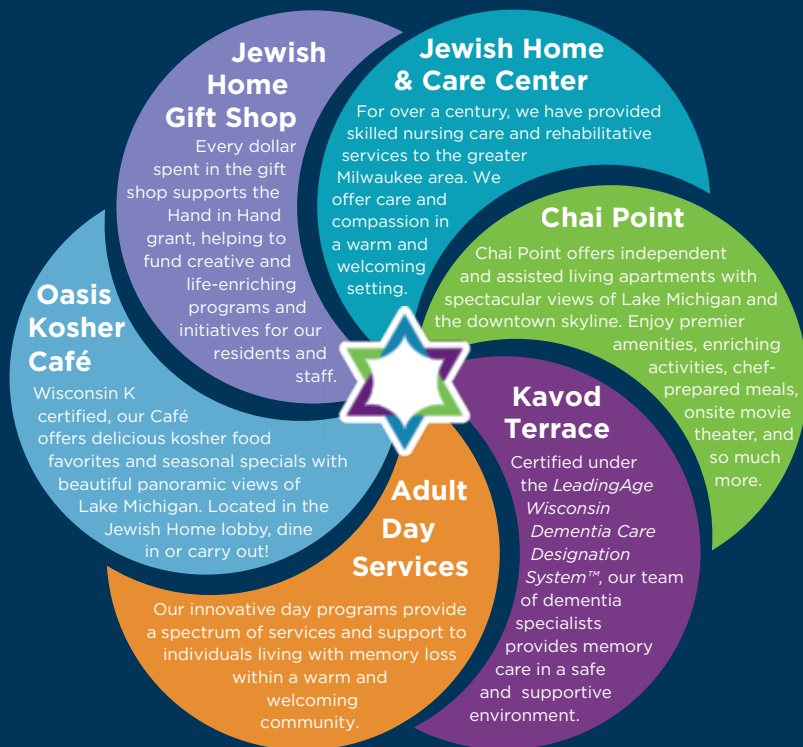 Jewish
Home
Gift Shop
Every dollar
spent in the gift
shop supports the
Hand in Hand
grant, helping to
fund creative and
life-enriching
programs and
initiatives for our
residents and
staff.
Jewish Home
& Care Center
For over a century, we have provided
skilled nursing care and rehabilitative
services to the greater
Milwaukee area. We
offer care and
compassion in
a warm and
welcoming
setting.
Chai Point
Chai Point offers independent
and assisted living apartments with
spectacular views of Lake Michigan and
the downtown skyline. Enjoy premier
amenities, enriching
activities, chef-
prepared meals,
onsite movie
theater, and
so much
more.
Kavod
Terrace
Certified under
the LeadingAge
Wisconsin
Dementia Care
Designation
System™, our team
of dementia
specialists
provides memory
care in a safe
and supportive
environment.
Adult
Day
Services
Our innovative day programs provide
a spectrum of services and support to
individuals living with memory loss
within a warm and
welcoming
community.
Oasis
Kosher
Café
Wisconsin K
certified, our Café
offers delicious kosher food
favorites and seasonal specials with
beautiful panoramic views of
Lake Michigan. Located in the
Jewish Home lobby, dine
in or carry out!